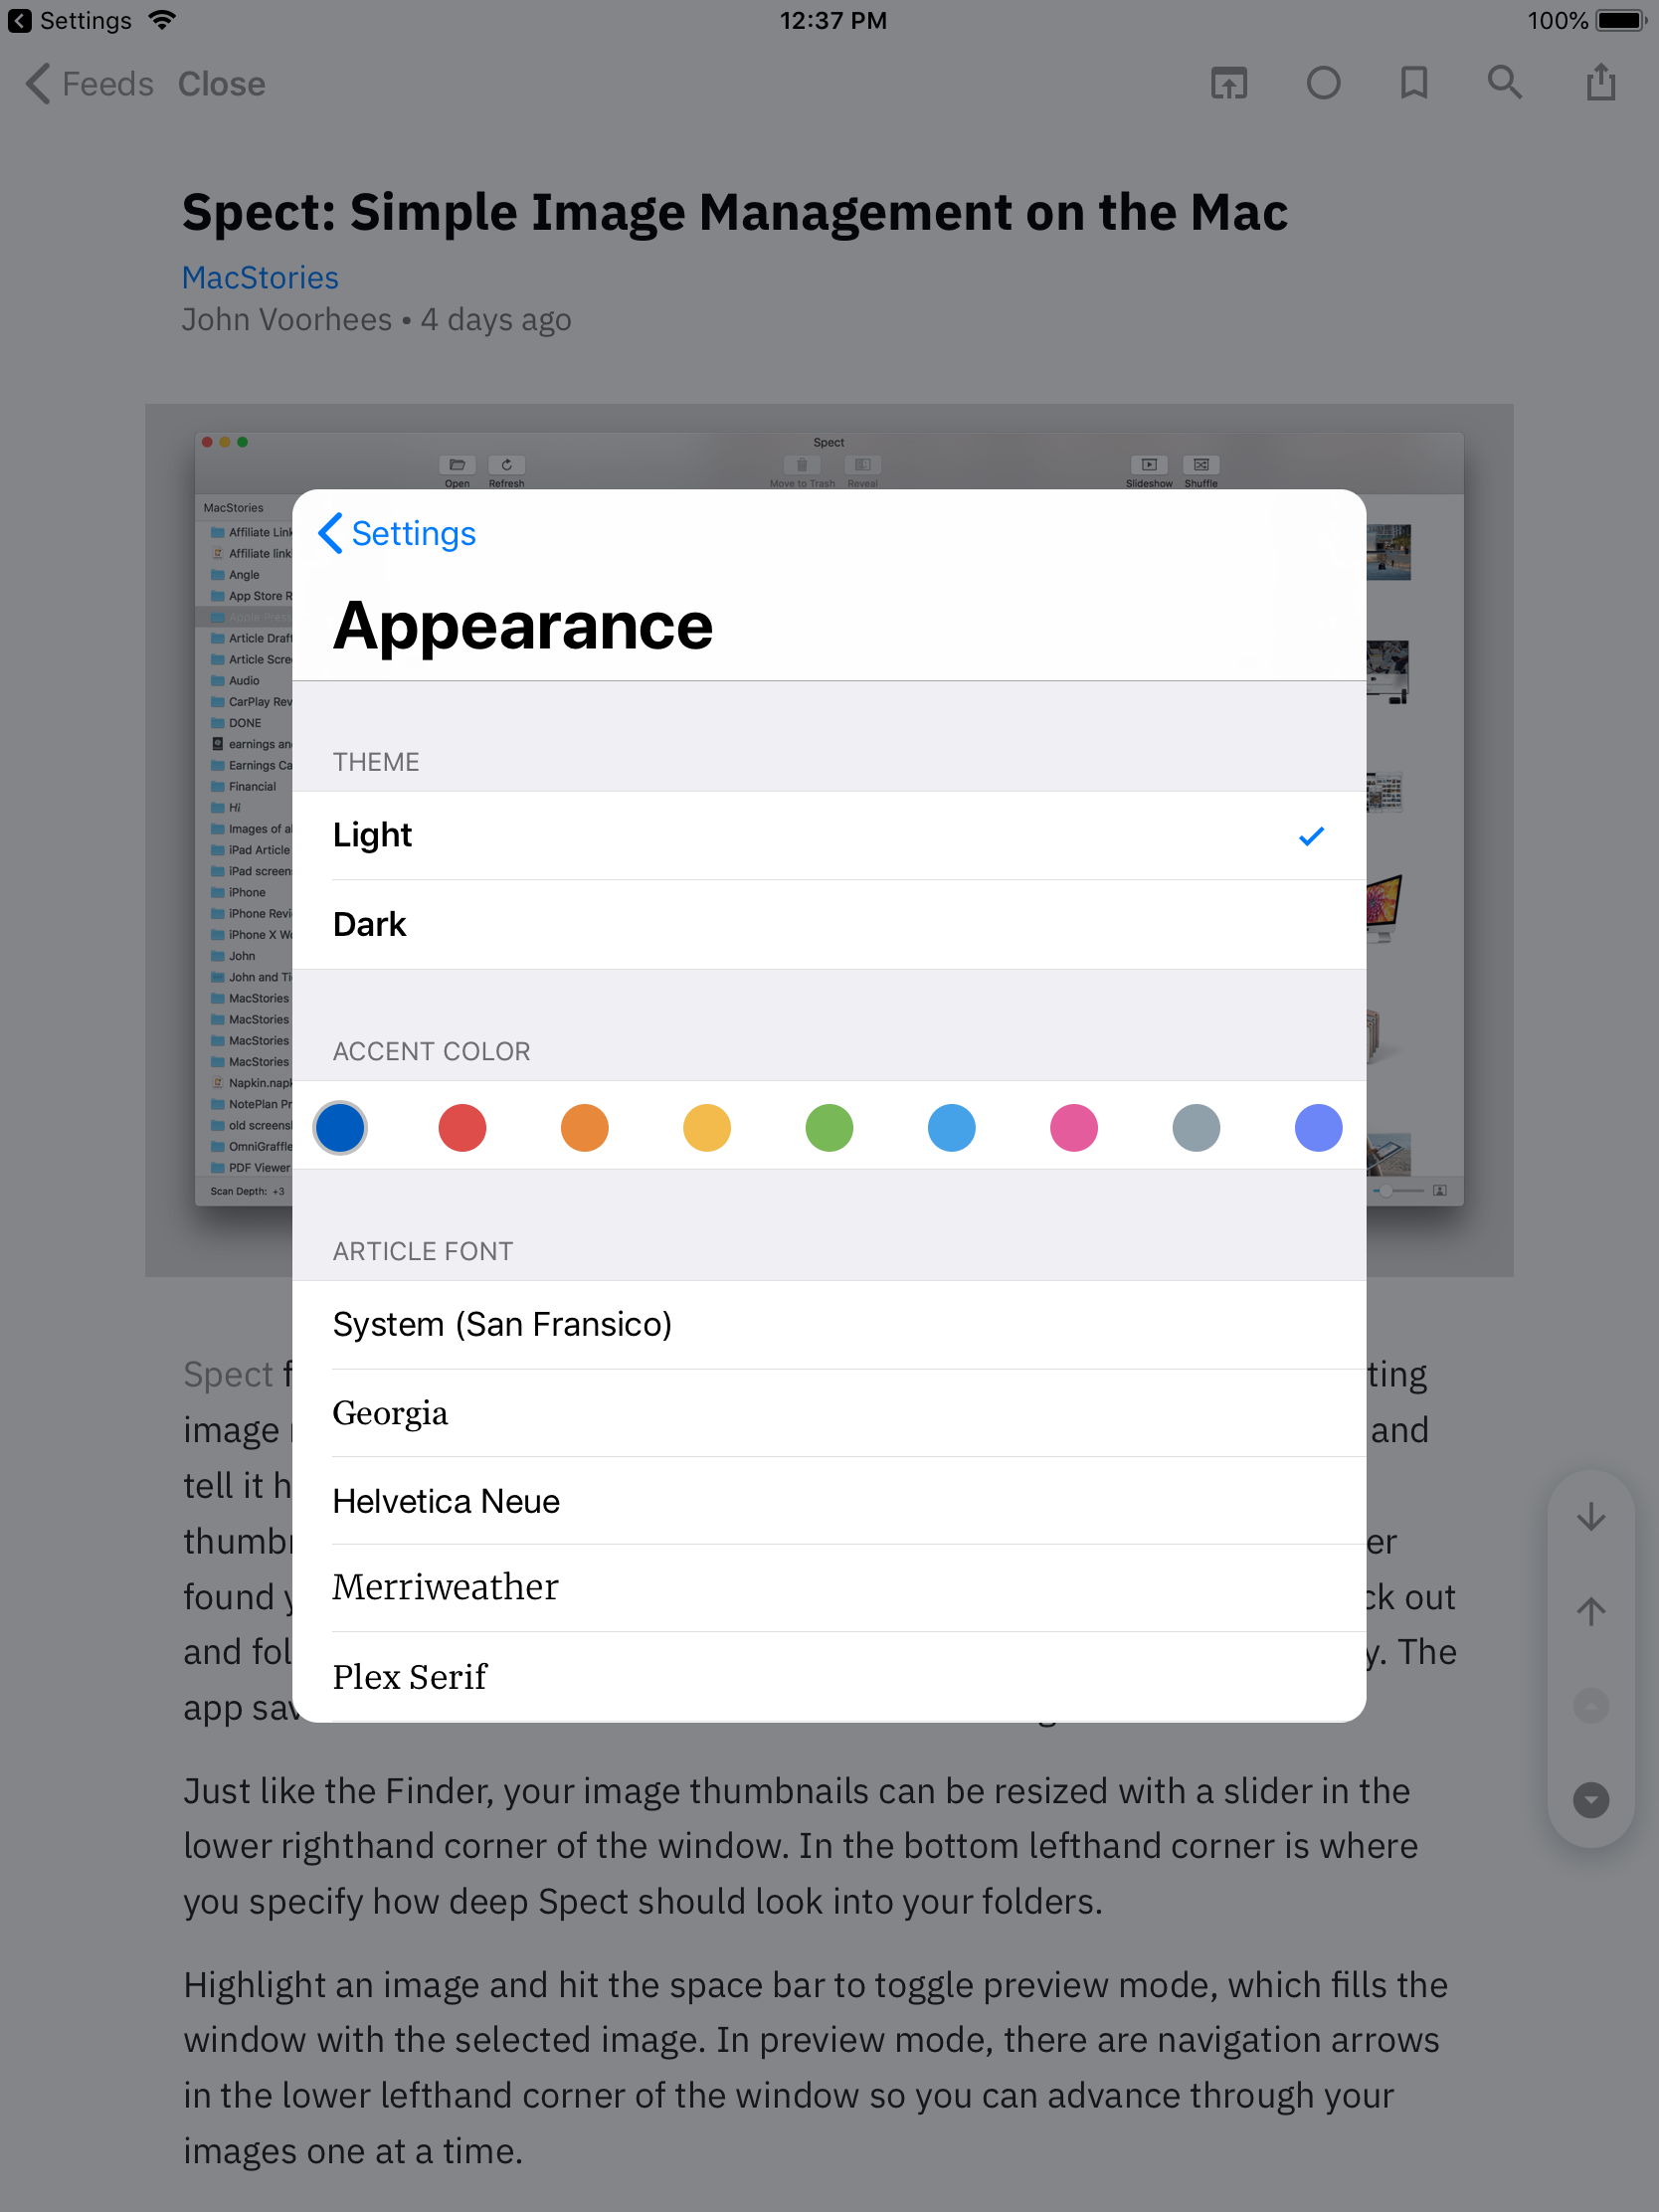 Settings
12:37 PM
100%
Feeds Close
Spect: Simple Image Management on the Mac
MacStories
John Voorhees • 4 days ago
Spect
Open Refresh Move to Trash Reveal Slideshow Shuffle
MacStories
Affiliate Link
Affiliate link
Angle
App Store R
Apple Press
Article Draft
Article Scre
Audio
CarPlay Rev
DONE
earnings an
Earnings Ca
Financial
Hi
Images of al
iPad Article
iPad screen
iPhone
iPhone Revi
iPhone X W
John
John and Ti
MacStories
MacStories
MacStories
MacStories
Napkin.napk
NotePlan Pr
old screens
OmniGraffle
PDF Viewer
Scan Depth: +3
Settings
Appearance
THEME
Light
Dark
ACCENT COLOR
ARTICLE FONT
System (San Fransico)
Georgia
Helvetica Neue
Merriweather
Plex Serif
Spect f ting
image and
tell it h
thumb er
found y ck out
and fol y. The
app sav g
Just like the Finder, your image thumbnails can be resized with a slider in the
lower righthand corner of the window. In the bottom lefthand corner is where
you specify how deep Spect should look into your folders.
Highlight an image and hit the space bar to toggle preview mode, which fills the
window with the selected image. In preview mode, there are navigation arrows
in the lower lefthand corner of the window so you can advance through your
images one at a time.